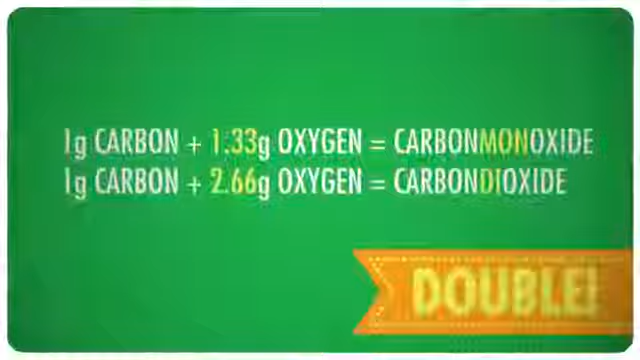 1g CARBON + 1.33g OXYGEN = CARBONMONOXIDE
1g CARBON + 2.66g OXYGEN = CARBONDIOXIDE
DOUBLE!